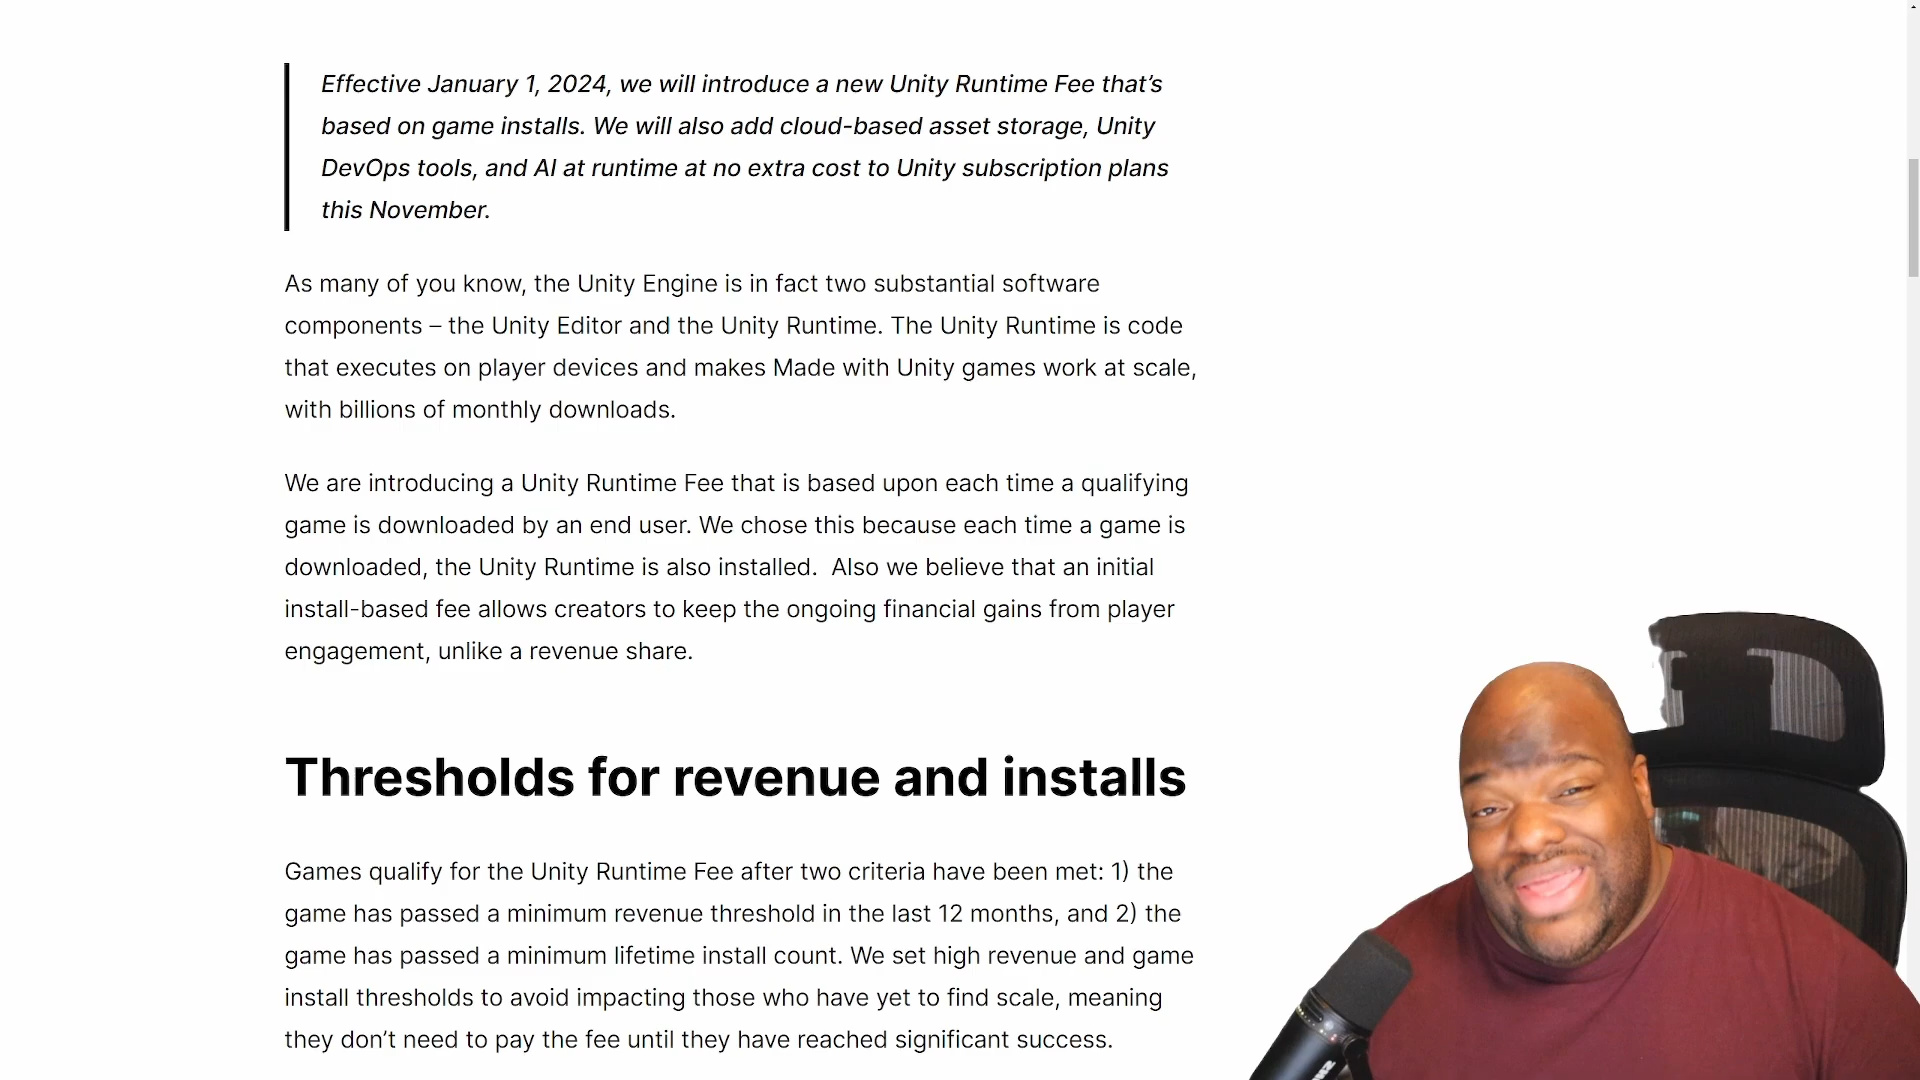 Effective January 1, 2024, we will introduce a new Unity Runtime Fee that’s
based on game installs. We will also add cloud-based asset storage, Unity
DevOps tools, and AI at runtime at no extra cost to Unity subscription plans
this November.
As many of you know, the Unity Engine is in fact two substantial software
components – the Unity Editor and the Unity Runtime. The Unity Runtime is code
that executes on player devices and makes Made with Unity games work at scale,
with billions of monthly downloads.
We are introducing a Unity Runtime Fee that is based upon each time a qualifying
game is downloaded by an end user. We chose this because each time a game is
downloaded, the Unity Runtime is also installed.  Also we believe that an initial
install-based fee allows creators to keep the ongoing financial gains from player
engagement, unlike a revenue share.
Thresholds for revenue and installs
Games qualify for the Unity Runtime Fee after two criteria have been met: 1) the
game has passed a minimum revenue threshold in the last 12 months, and 2) the
game has passed a minimum lifetime install count. We set high revenue and game
install thresholds to avoid impacting those who have yet to find scale, meaning
they don’t need to pay the fee until they have reached significant success.